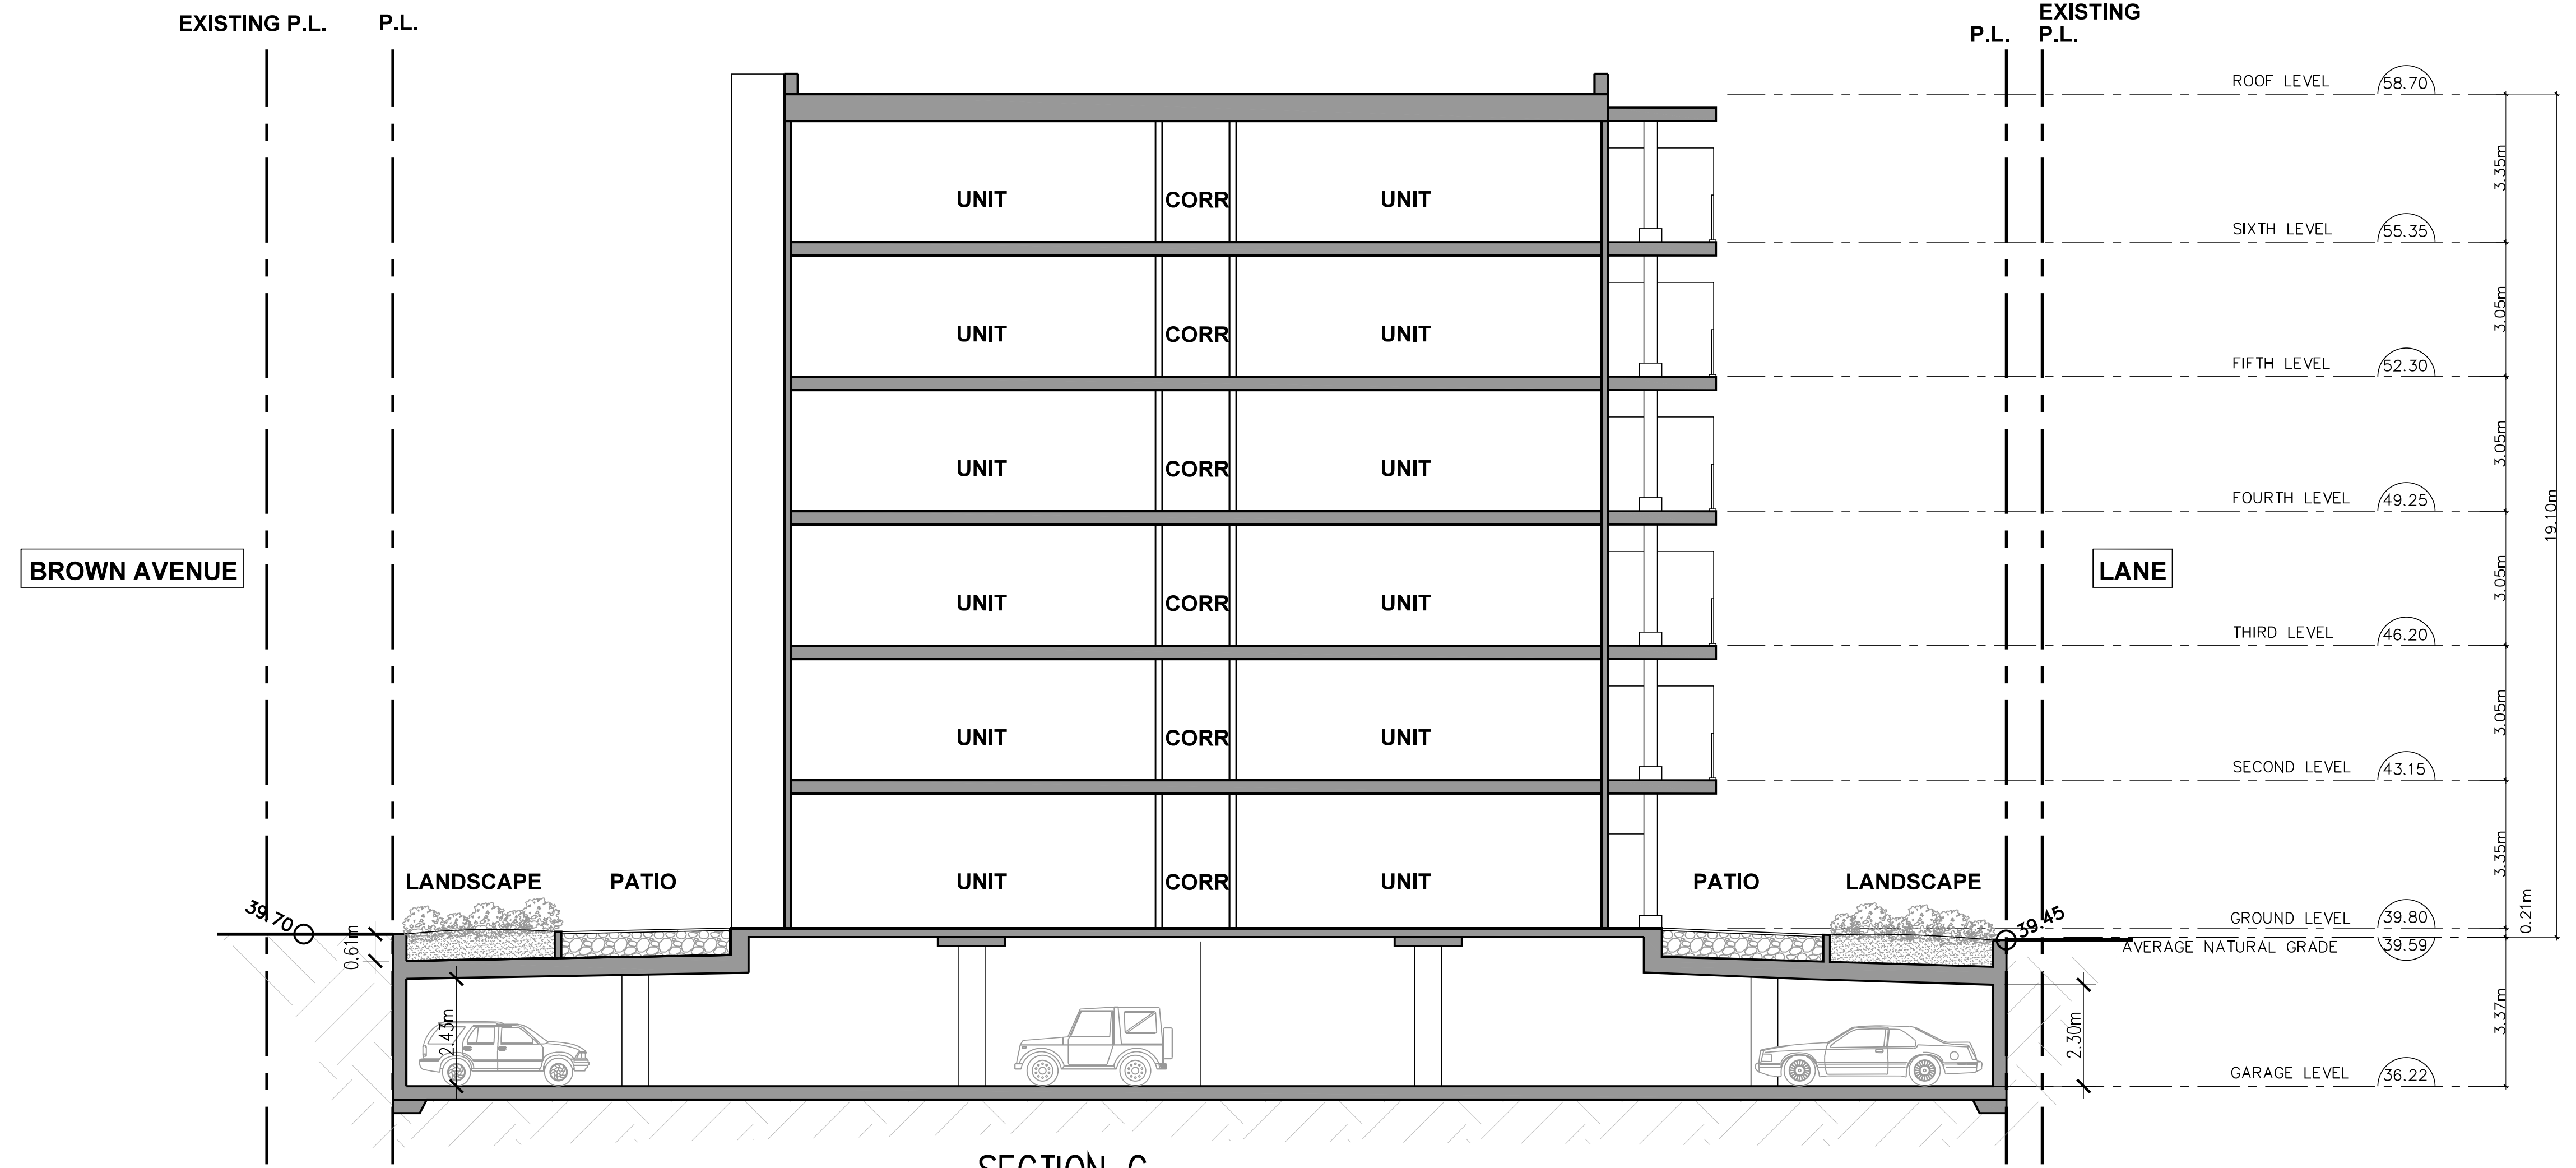 EXISTING P.L.
P.L.
P.L.
EXISTING
P.L.
ROOF LEVEL 58.70
3.35m
UNIT CORR UNIT
SIXTH LEVEL 55.35
3.05m
UNIT CORR UNIT
FIFTH LEVEL 52.30
3.05m
UNIT CORR UNIT
FOURTH LEVEL 49.25
19.10m
BROWN AVENUE
LANE
3.05m
UNIT CORR UNIT
THIRD LEVEL 46.20
3.05m
UNIT CORR UNIT
SECOND LEVEL 43.15
3.35m
LANDSCAPE PATIO UNIT CORR UNIT PATIO LANDSCAPE
39.70
39.45
GROUND LEVEL 39.80
0.21m
0.61m
AVERAGE NATURAL GRADE 39.59
2.43m
2.30m
3.37m
GARAGE LEVEL 36.22